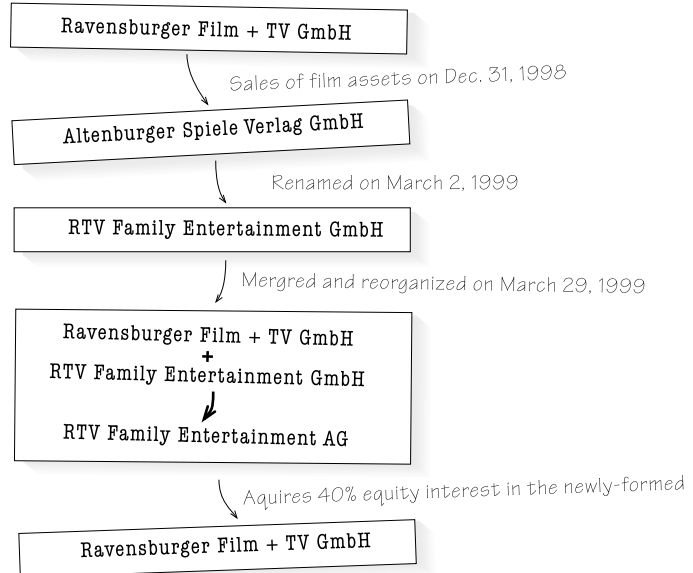 Ravensburger Film + TV GmbH
Sales of film assets on Dec. 31, 1998
Altenburger Spiele Verlag GmbH
Renamed on March 2, 1999
RTV Family Entertainment GmbH
Mergred and reorganized on March 29, 1999
Ravensburger Film + TV GmbH
+
RTV Family Entertainment GmbH
RTV Family Entertainment AG
Aquires 40% equity interest in the newly-formed
Ravensburger Film + TV GmbH